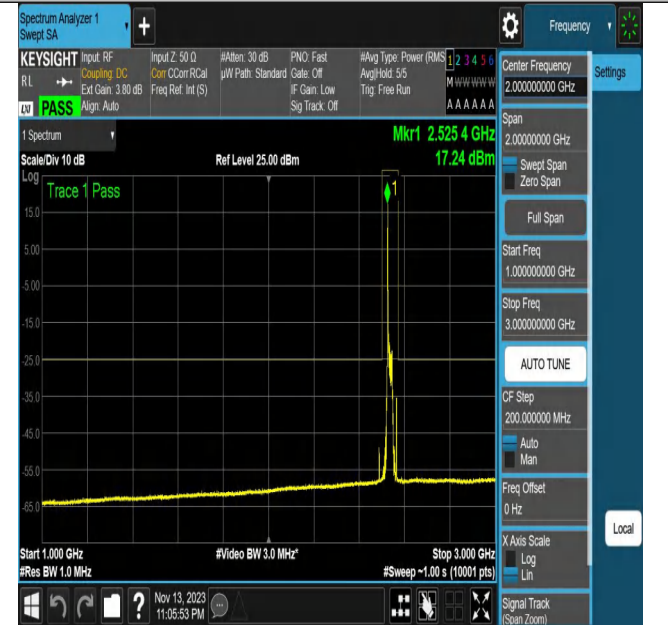 Spectrum Analyzer 1
Swept SA
+
Frequency
KEYSIGHT
RL
LXI
PASS
Input: RF
Coupling: DC
Ext Gain: 3.80 dB
Align: Auto
Input Z: 50 Ω
Corr CCorr RCal
Freq Ref: Int (S)
#Atten: 30 dB
µW Path: Standard
PNO: Fast
Gate: Off
IF Gain: Low
Sig Track: Off
#Avg Type: Power (RMS
Avg|Hold: 5/5
Trig: Free Run
1 2 3 4 5 6
M W W W W W
A A A A A A
1 Spectrum
Mkr1 2.525 4 GHz
17.24 dBm
Scale/Div 10 dB
Ref Level 25.00 dBm
Log
Trace 1 Pass
1
15.0
5.00
-5.00
-15.0
-25.0
-35.0
-45.0
-55.0
-65.0
Start 1.000 GHz
#Video BW 3.0 MHz*
Stop 3.000 GHz
#Res BW 1.0 MHz
#Sweep ~1.00 s (10001 pts)
Nov 13, 2023
11:05:53 PM
?
Center Frequency
2.00000000 GHz
Settings
Span
2.00000000 GHz
Swept Span
Zero Span
Full Span
Start Freq
1.000000000 GHz
Stop Freq
3.000000000 GHz
AUTO TUNE
CF Step
200.000000 MHz
Auto
Man
Freq Offset
0 Hz
X Axis Scale
Log
Lin
Local
Signal Track
(Span Zoom)